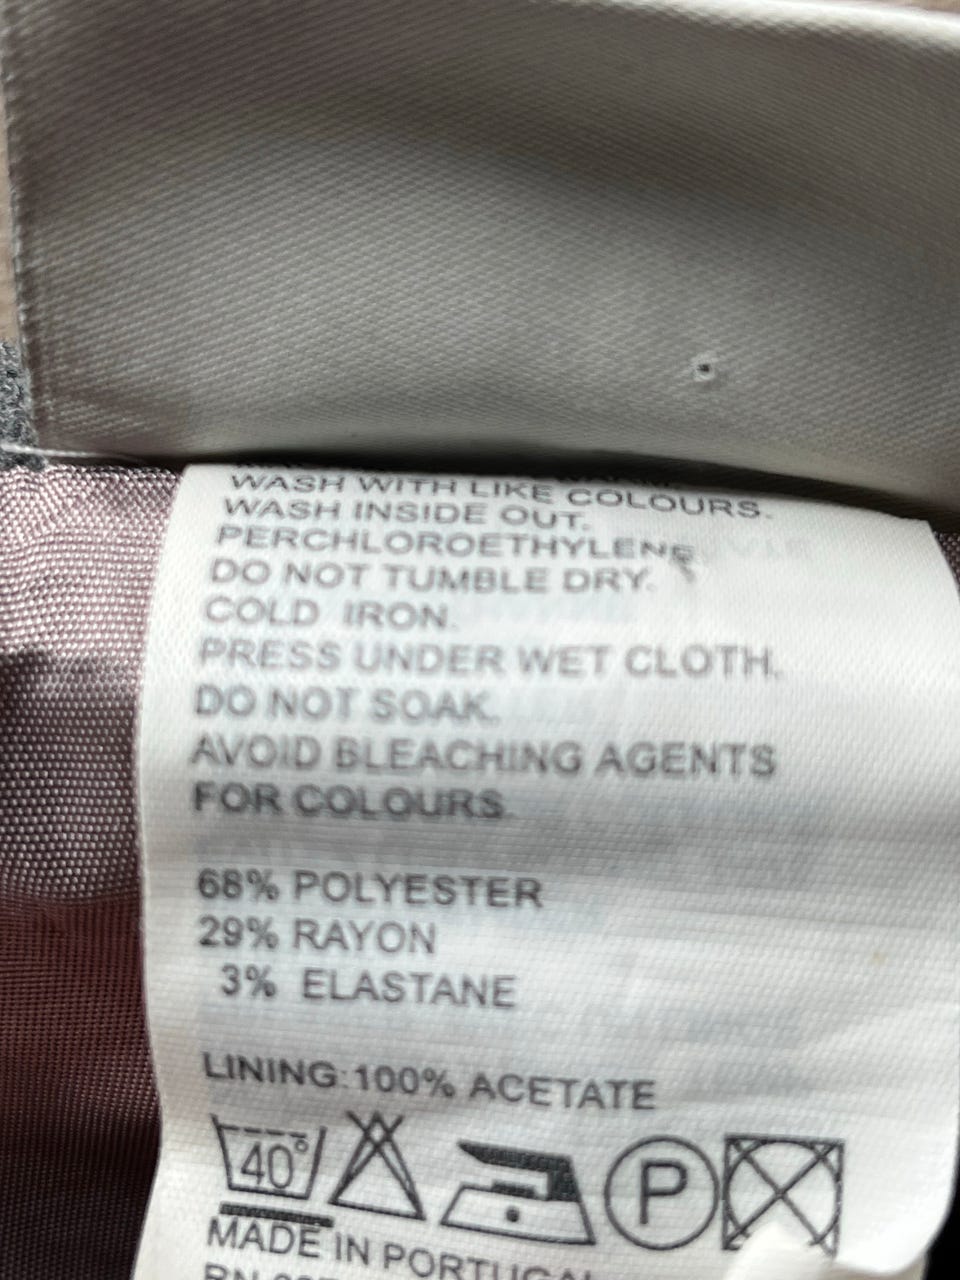 WARM.
WASH WITH LIKE COLOURS.
WASH INSIDE OUT.
PERCHLOROETHYLENE
DO NOT TUMBLE DRY.
COLD IRON.
PRESS UNDER WET CLOTH.
DO NOT SOAK.
AVOID BLEACHING AGENTS
FOR COLOURS.
68% POLYESTER
29% RAYON
3% ELASTANE
LINING:100% ACETATE
40° P
MADE IN PORTUGAL
RN